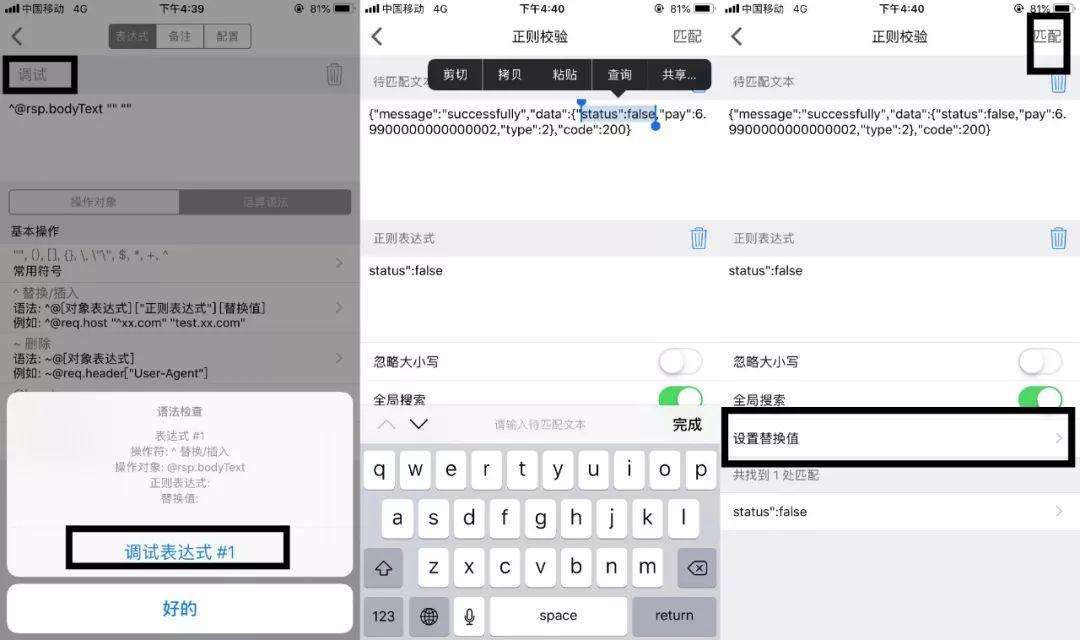 中国移动 4G
下午4:39
81%
表达式
备注
配置
调试
^@rsp.bodyText "" ""
操作对象
运算语法
基本操作
"", (), [], {}, \, \"\", $, *, +, ^
常用符号
^ 替换/插入
语法: ^@[对象表达式]["正则表达式"][替换值]
例如: ^@req.host "^xx.com" "test.xx.com"
~ 删除
语法: ~@[对象表达式]
例如: ~@req.header["User-Agent"]
语法检查
表达式 #1
操作符: ^ 替换/插入
操作对象: @rsp.bodyText
正则表达式:
替换值:
调试表达式 #1
好的
中国移动 4G
下午4:40
81%
正则校验
匹配
待匹配文本
剪切
拷贝
粘贴
查询
共享...
{"message":"successfully","data":{"status":false,"pay":6.
99000000000000002,"type":2},"code":200}
正则表达式
status":false
忽略大小写
全局搜索
请输入待匹配文本
完成
q w e r t y u i o p
a s d f g h j k l
z x c v b n m
123
space
return
中国移动 4G
下午4:40
81%
正则校验
匹配
待匹配文本
{"message":"successfully","data":{"status":false,"pay":6.
99000000000000002,"type":2},"code":200}
正则表达式
status":false
忽略大小写
全局搜索
设置替换值
共找到 1 处匹配
status":false